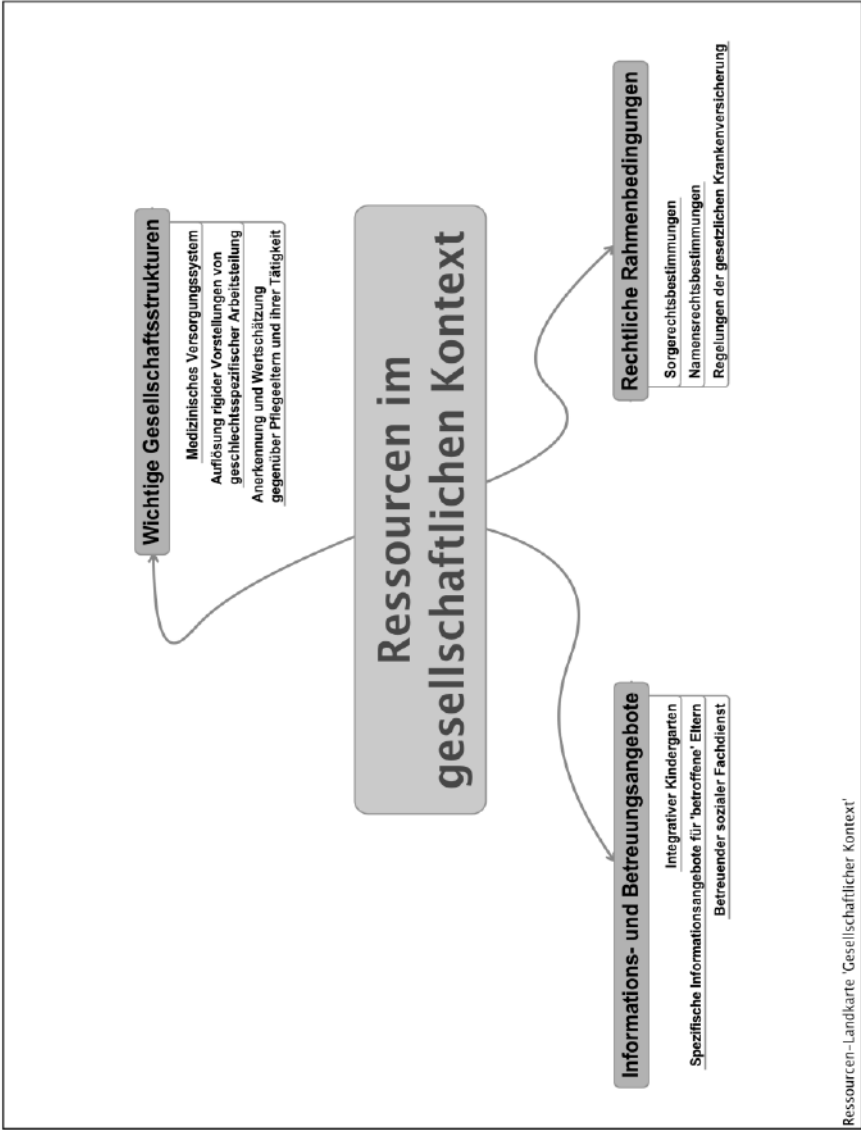 Wichtige Gesellschaftsstrukturen
Medizinisches Versorgungssystem
Auflösung rigider Vorstellungen von
geschlechtsspezifischer Arbeitsteilung
Anerkennung und Wertschätzung
gegenüber Pflegeeltern und ihrer Tätigkeit
Ressourcen im
gesellschaftlichen Kontext
Informations- und Betreuungsangebote
Integrativer Kindergarten
Spezifische Informationsangebote für 'betroffene' Eltern
Betreuender sozialer Fachdienst
Rechtliche Rahmenbedingungen
Sorgerechtsbestimmungen
Namensrechtsbestimmungen
Regelungen der gesetzlichen Krankenversicherung
Ressourcen-Landkarte 'Gesellschaftlicher Kontext'